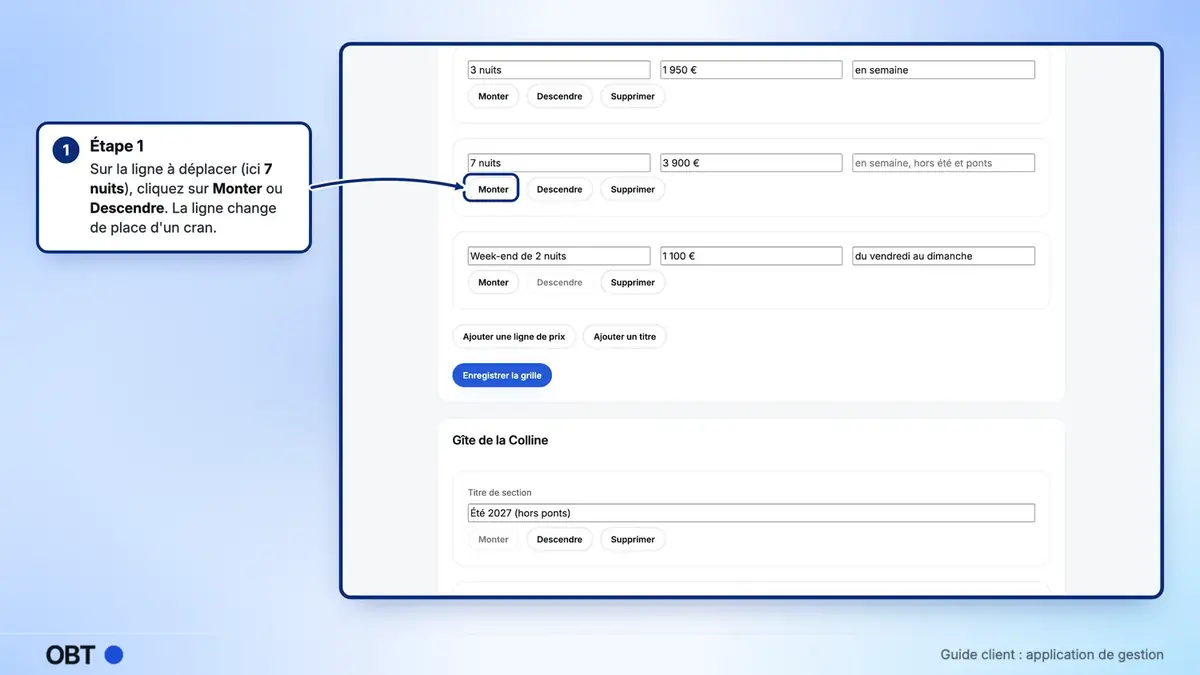 1
Étape 1
Sur la ligne à déplacer (ici 7
nuits), cliquez sur Monter ou
Descendre. La ligne change
de place d'un cran.
3 nuits 1 950 € en semaine
Monter Descendre Supprimer
7 nuits 3 900 € en semaine, hors été et ponts
Monter Descendre Supprimer
Week-end de 2 nuits 1 100 € du vendredi au dimanche
Monter Descendre Supprimer
Ajouter une ligne de prix Ajouter un titre
Enregistrer la grille
Gîte de la Colline
Titre de section
Été 2027 (hors ponts)
Monter Descendre Supprimer
OBT
Guide client : application de gestion